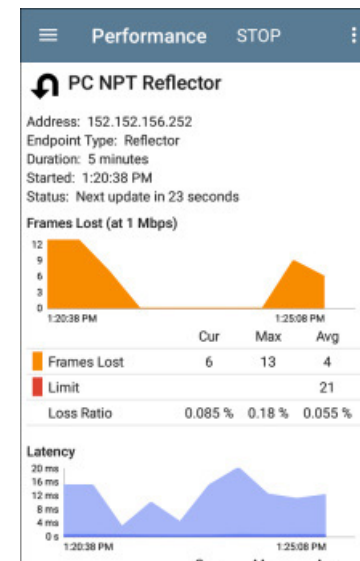 Performance STOP
PC NPT Reflector
Address: 152.152.156.252
Endpoint Type: Reflector
Duration: 5 minutes
Started: 1:20:38 PM
Status: Next update in 23 seconds
Frames Lost (at 1 Mbps)
12
9
6
3
0
1:20:38 PM 1:25:08 PM
Cur Max Avg
Frames Lost 6 13 4
Limit 21
Loss Ratio 0.085 % 0.18 % 0.055 %
Latency
20 ms
16 ms
12 ms
8 ms
4 ms
0 s
1:20:38 PM 1:25:08 PM